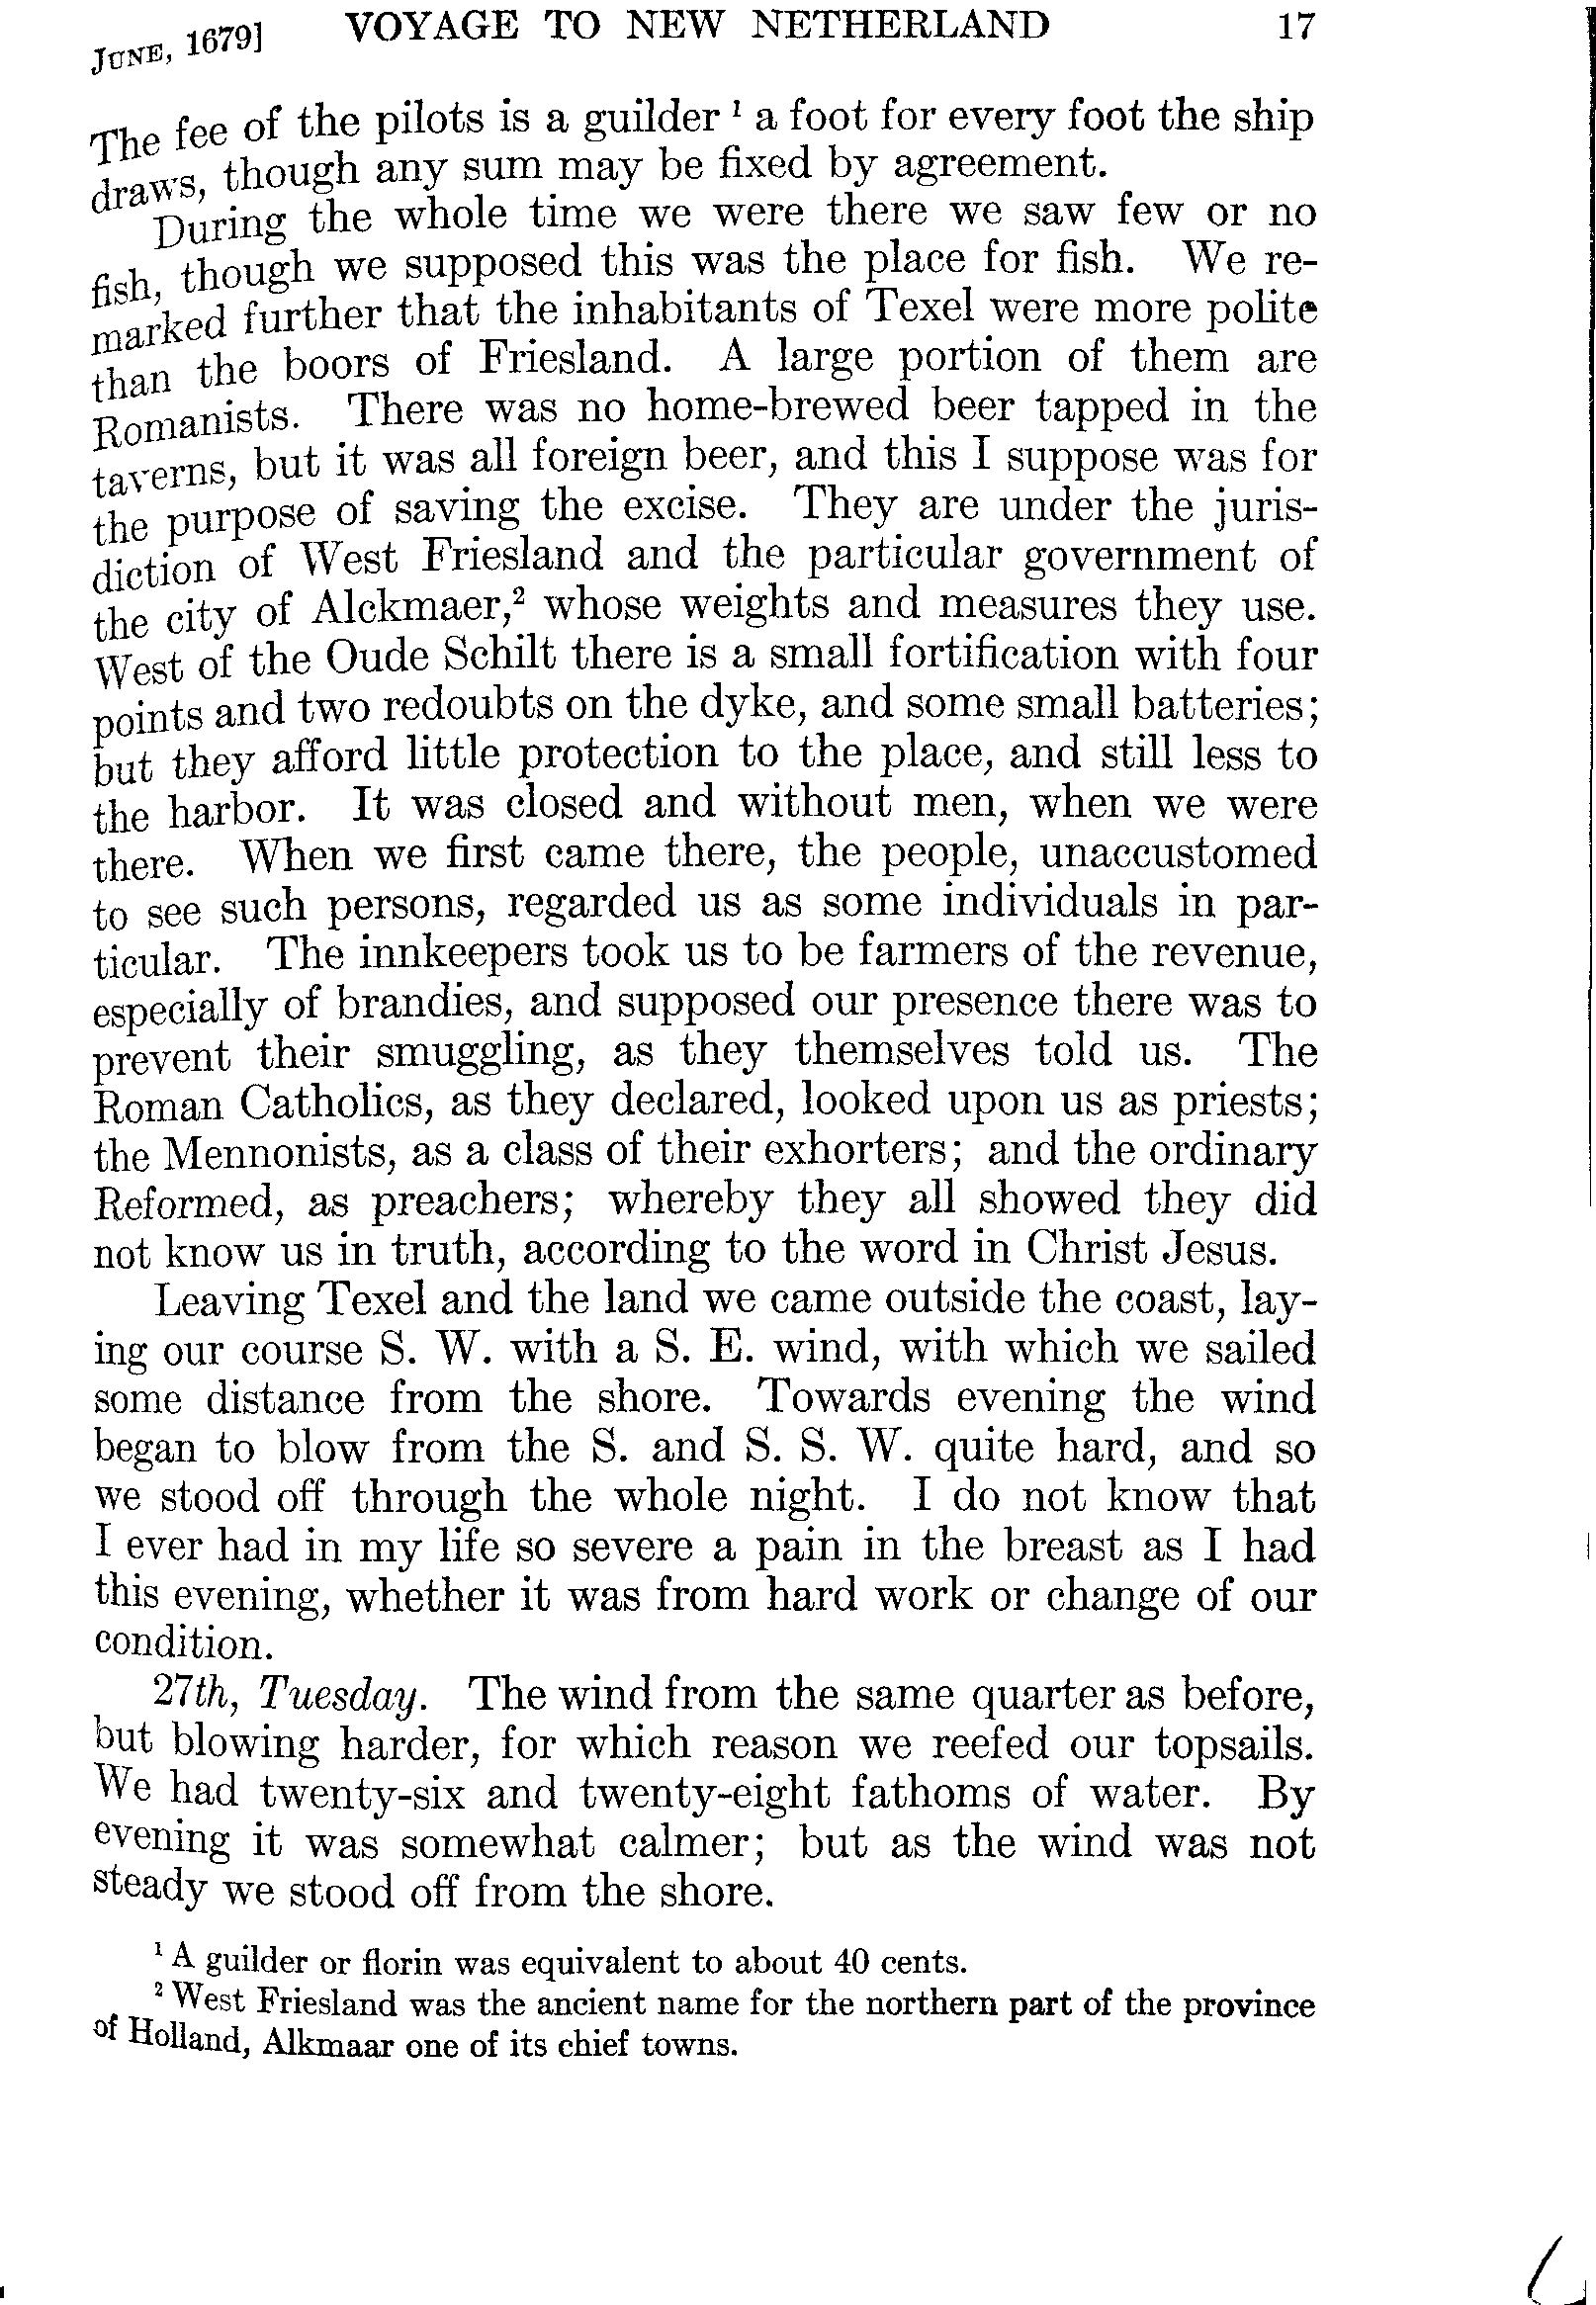 JUNE, 1679] VOYAGE TO NEW NETHERLAND 17
The fee of the pilots is a guilder ¹ a foot for every foot the ship
draws, though any sum may be fixed by agreement.
During the whole time we were there we saw few or no
fish, though we supposed this was the place for fish. We re-
marked further that the inhabitants of Texel were more polite
than the boors of Friesland. A large portion of them are
Romanists. There was no home-brewed beer tapped in the
taverns, but it was all foreign beer, and this I suppose was for
the purpose of saving the excise. They are under the juris-
diction of West Friesland and the particular government of
the city of Alckmaer,² whose weights and measures they use.
West of the Oude Schilt there is a small fortification with four
points and two redoubts on the dyke, and some small batteries;
but they afford little protection to the place, and still less to
the harbor. It was closed and without men, when we were
there. When we first came there, the people, unaccustomed
to see such persons, regarded us as some individuals in par-
ticular. The innkeepers took us to be farmers of the revenue,
especially of brandies, and supposed our presence there was to
prevent their smuggling, as they themselves told us. The
Roman Catholics, as they declared, looked upon us as priests;
the Mennonists, as a class of their exhorters; and the ordinary
Reformed, as preachers; whereby they all showed they did
not know us in truth, according to the word in Christ Jesus.
Leaving Texel and the land we came outside the coast, lay-
ing our course S. W. with a S. E. wind, with which we sailed
some distance from the shore. Towards evening the wind
began to blow from the S. and S. S. W. quite hard, and so
we stood off through the whole night. I do not know that
I ever had in my life so severe a pain in the breast as I had
this evening, whether it was from hard work or change of our
condition.
27th, Tuesday. The wind from the same quarter as before,
but blowing harder, for which reason we reefed our topsails.
We had twenty-six and twenty-eight fathoms of water. By
evening it was somewhat calmer; but as the wind was not
steady we stood off from the shore.
¹ A guilder or florin was equivalent to about 40 cents.
² West Friesland was the ancient name for the northern part of the province
of Holland, Alkmaar one of its chief towns.